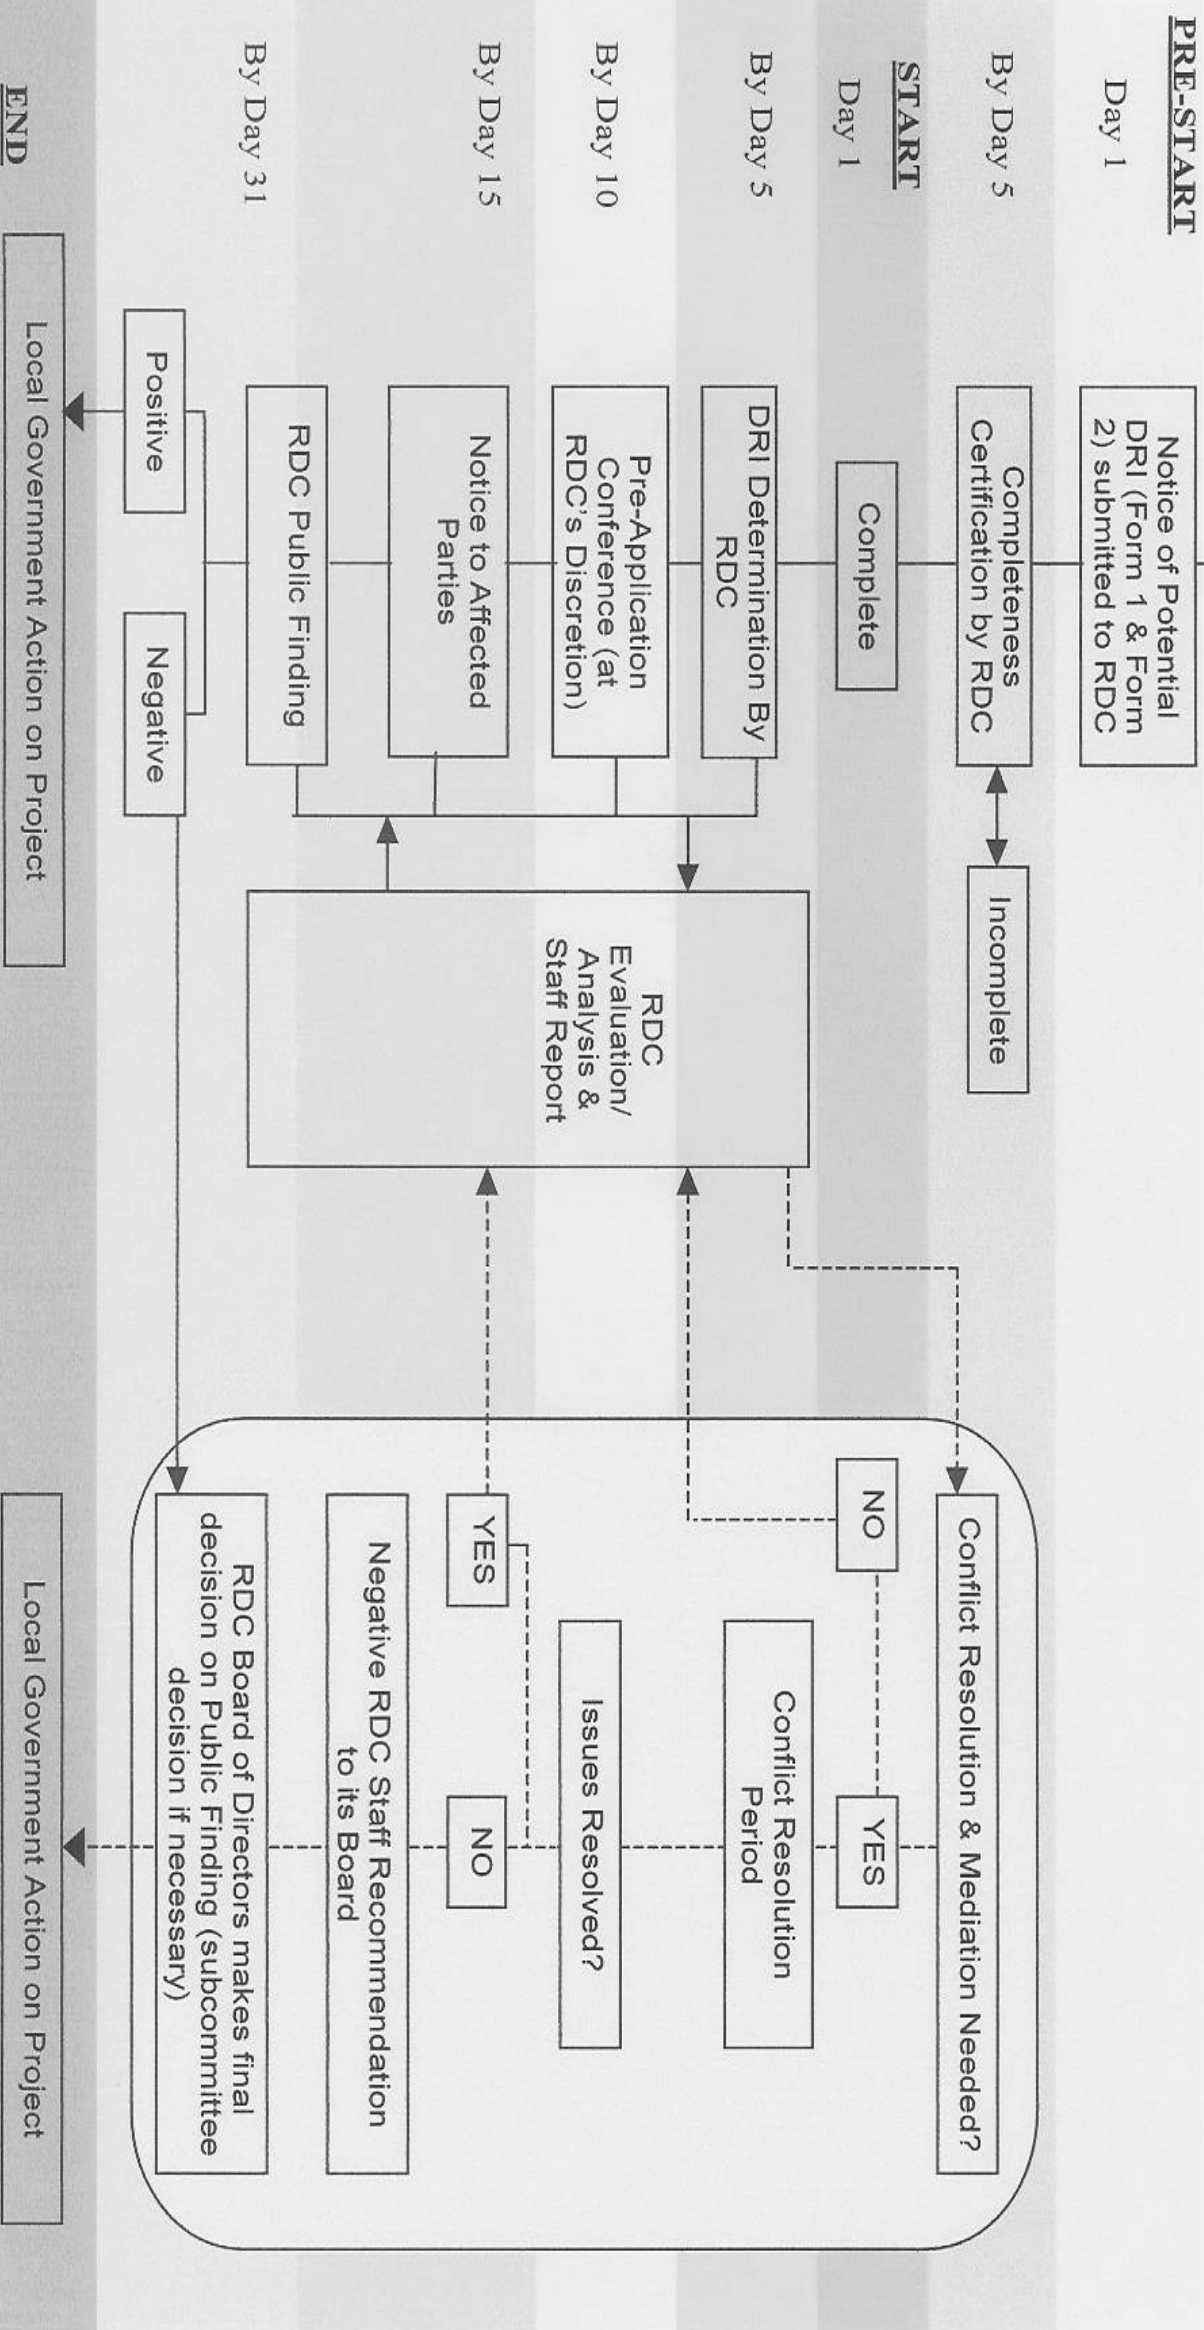 PRE-START
Day 1
Notice of Potential
DRI (Form 1 & Form
2) submitted to RDC
By Day 5
Completeness
Certification by RDC
Incomplete
Conflict Resolution & Mediation Needed?
START
Day 1
Complete
NO
YES
By Day 5
DRI Determination By
RDC
Conflict Resolution
Period
By Day 10
Pre-Application
Conference (at
RDC's Discretion)
RDC
Evaluation/
Analysis &
Staff Report
Issues Resolved?
By Day 15
Notice to Affected
Parties
YES
NO
Negative RDC Staff Recommendation
to its Board
By Day 31
RDC Public Finding
RDC Board of Directors makes final
decision on Public Finding (subcommittee
decision if necessary)
Positive
Negative
END
Local Government Action on Project
Local Government Action on Project